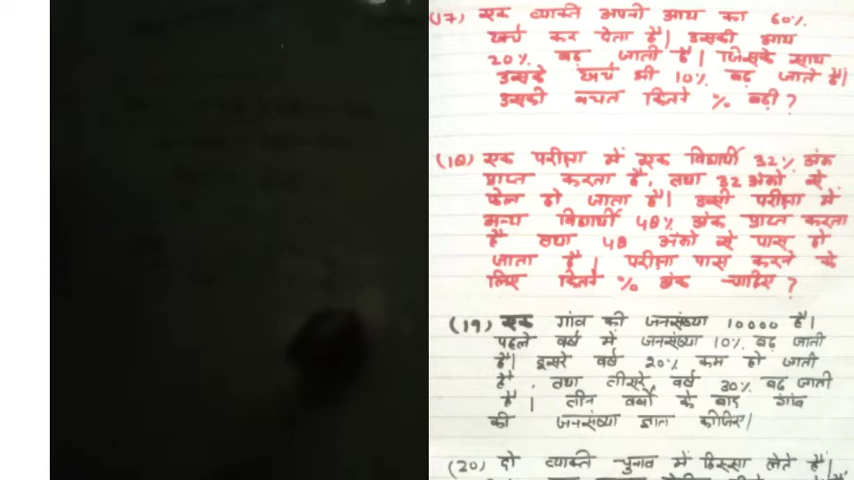 (17) एक व्यक्ति अपनी आय का 60%
खर्च कर देता है। उसकी आय
20% बढ़ जाती है। जिसके साथ
उसके खर्च भी 10% बढ़ जाते है।
उसकी बचत कितने % बढ़ी ?
(18) एक परीक्षा में एक विद्यार्थी 32% अंक
प्राप्त करता है, तथा 32 अंको से
फेल हो जाता है। उसी परीक्षा में
अन्य विद्यार्थी 48% अंक प्राप्त करता
है तथा 48 अंको से पास हो
जाता है। परीक्षा पास करने के
लिए कितने % अंक चाहिए ?
(19) एक गांव की जनसंख्या 10000 है।
पहले वर्ष में जनसंख्या 10% बढ़ जाती
है। दूसरे वर्ष 20% कम हो जाती
है, तथा तीसरे वर्ष 30% बढ़ जाती
है। तीन वर्षो के बाद गांव
की जनसंख्या ज्ञात कीजिए।
(20) दो व्यक्ति चुनाव में हिस्सा लेते हैं।